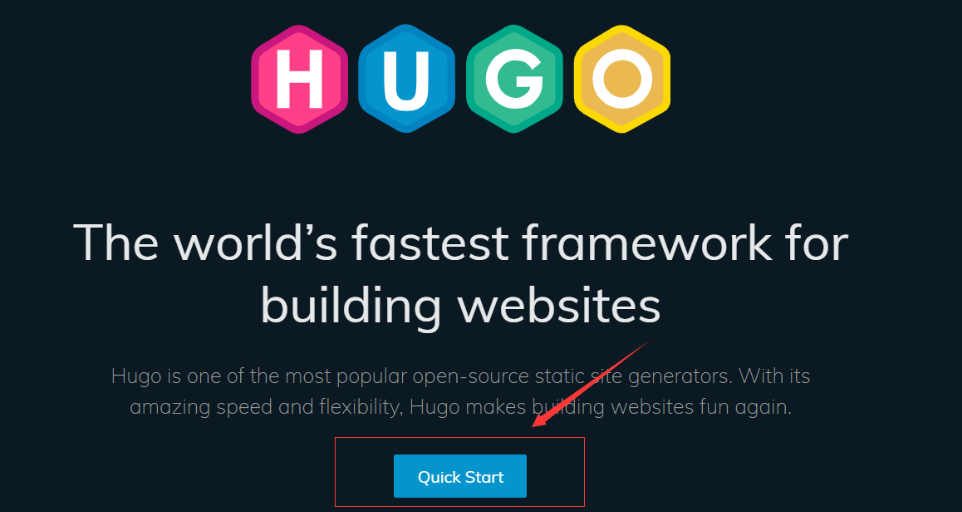 HUGO
The world’s fastest framework for
building websites
Hugo is one of the most popular open-source static site generators. With its
amazing speed and flexibility, Hugo makes building websites fun again.
Quick Start